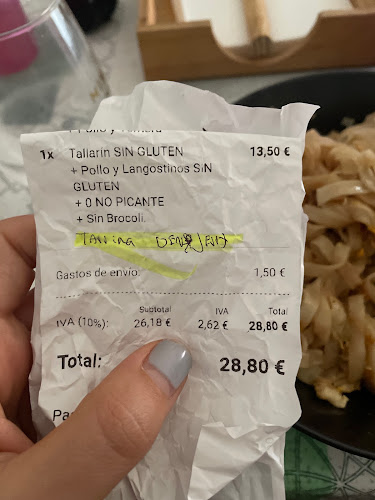 1x Tallarin SIN GLUTEN 13,50 €
+ Pollo y Langostinos SIN
GLUTEN
+ 0 NO PICANTE
+ Sin Brocoli.
Gastos de envío: 1,50 €
Subtotal IVA Total
IVA (10%): 26,18 € 2,62 € 28,80 €
Total: 28,80 €